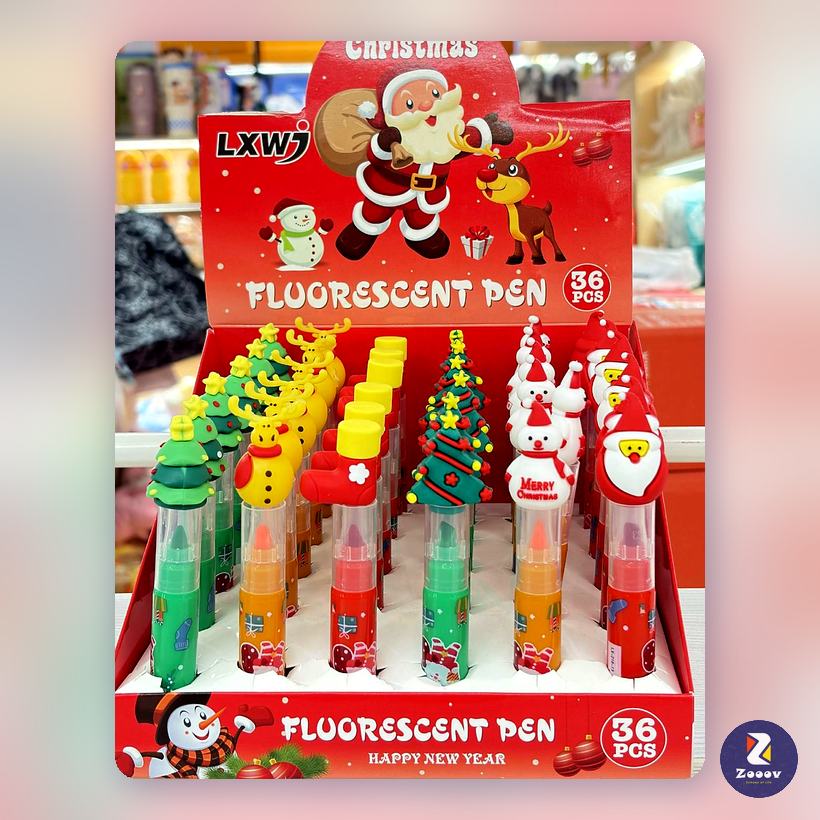 Christmas
LXWJ
FLUORESCENT PEN
36
PCS
MERRY
CHRISTMAS
FLUORESCENT PEN
HAPPY NEW YEAR
36
PCS
Zooov